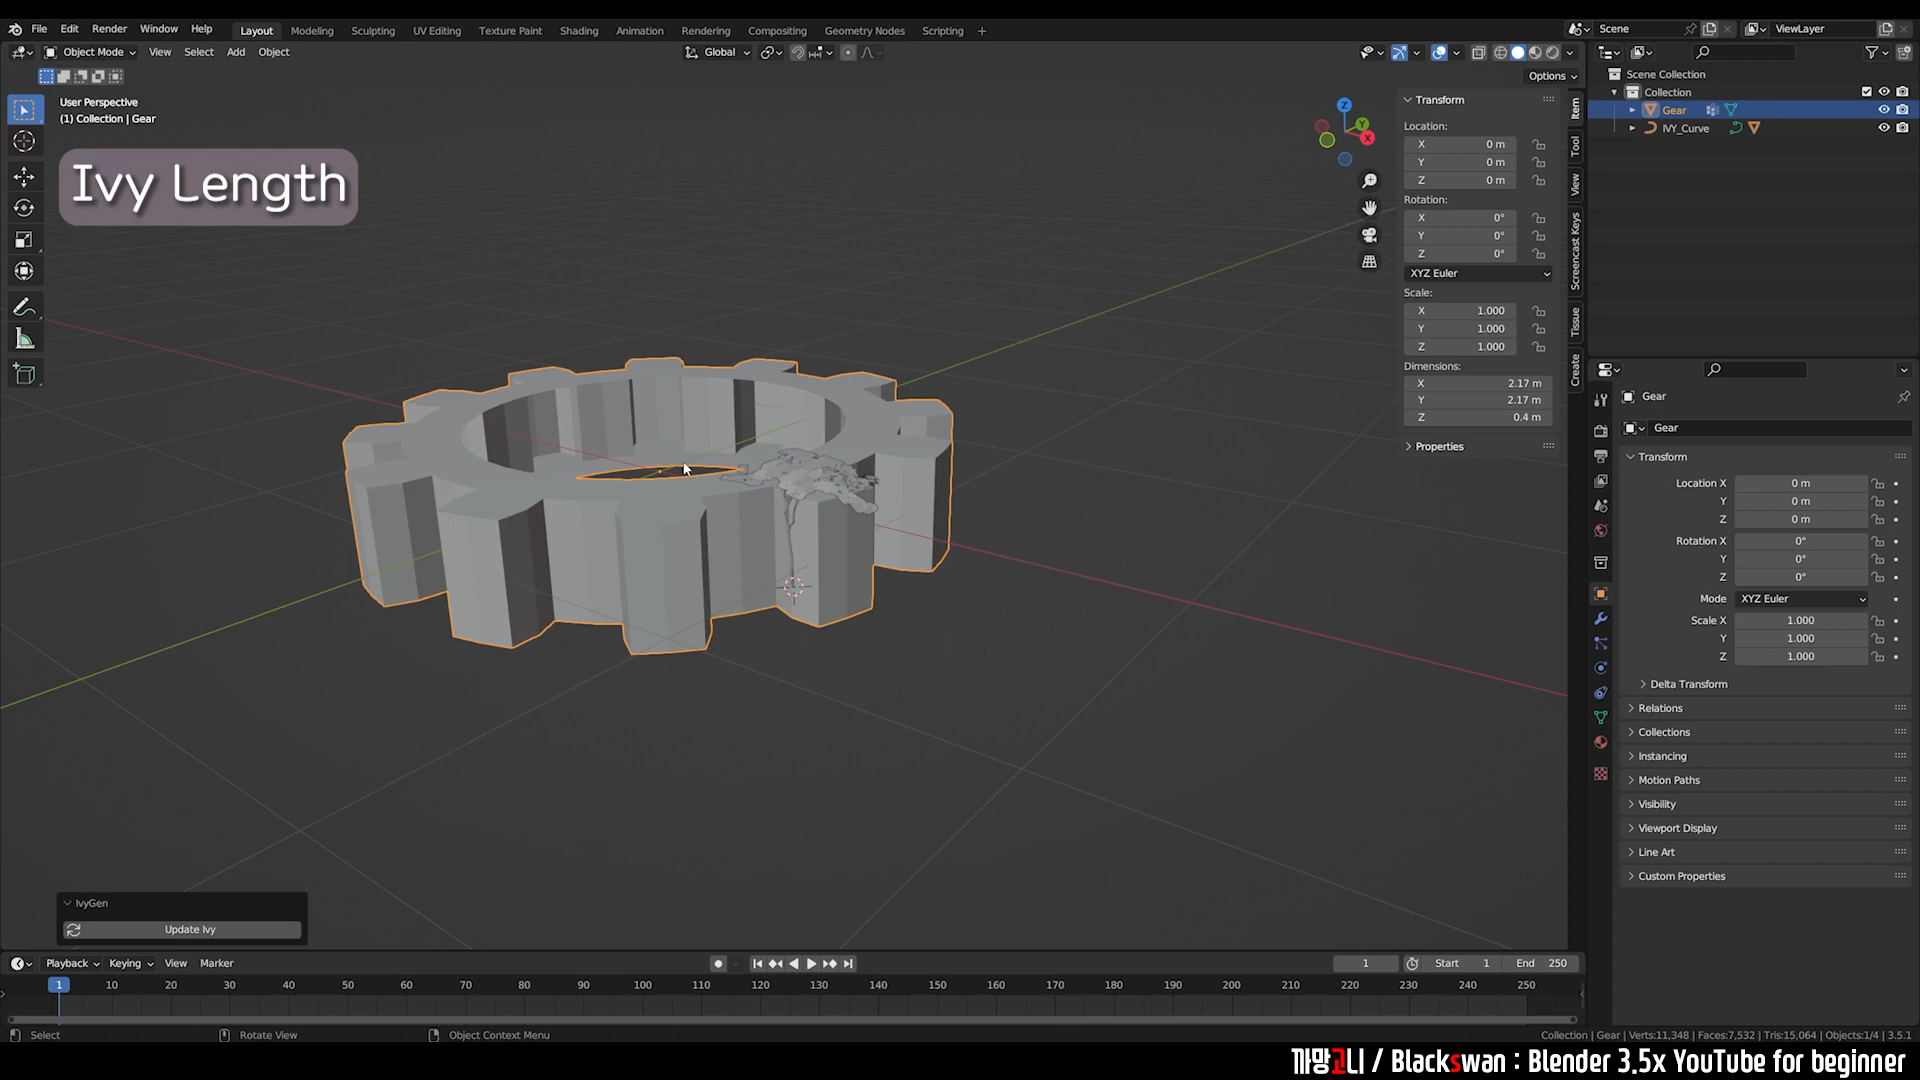 File Edit Render Window Help Layout Modeling Sculpting UV Editing Texture Paint Shading Animation Rendering Compositing Geometry Nodes Scripting + Scene ViewLayer
Object Mode View Select Add Object Global
Options
User Perspective
(1) Collection | Gear
Ivy Length
Z
Y
X
Transform
Location:
X 0 m
Y 0 m
Z 0 m
Rotation:
X 0°
Y 0°
Z 0°
XYZ Euler
Scale:
X 1.000
Y 1.000
Z 1.000
Dimensions:
X 2.17 m
Y 2.17 m
Z 0.4 m
Properties
Item
Tool
View
Screencast Keys
Tissue
Create
Scene Collection
Collection
Gear
IVY_Curve
Gear
Gear
Transform
Location X 0 m
Y 0 m
Z 0 m
Rotation X 0°
Y 0°
Z 0°
Mode XYZ Euler
Scale X 1.000
Y 1.000
Z 1.000
Delta Transform
Relations
Collections
Instancing
Motion Paths
Visibility
Viewport Display
Line Art
Custom Properties
IvyGen
Update Ivy
Playback Keying View Marker 1 Start 1 End 250
1 10 20 30 40 50 60 70 80 90 100 110 120 130 140 150 160 170 180 190 200 210 220 230 240 250
Select Rotate View Object Context Menu Collection | Gear | Verts:11,348 | Faces:7,532 | Tris:15,064 | Objects:1/4 | 3.5.1
까망고니 / Blackswan : Blender 3.5x YouTube for beginner